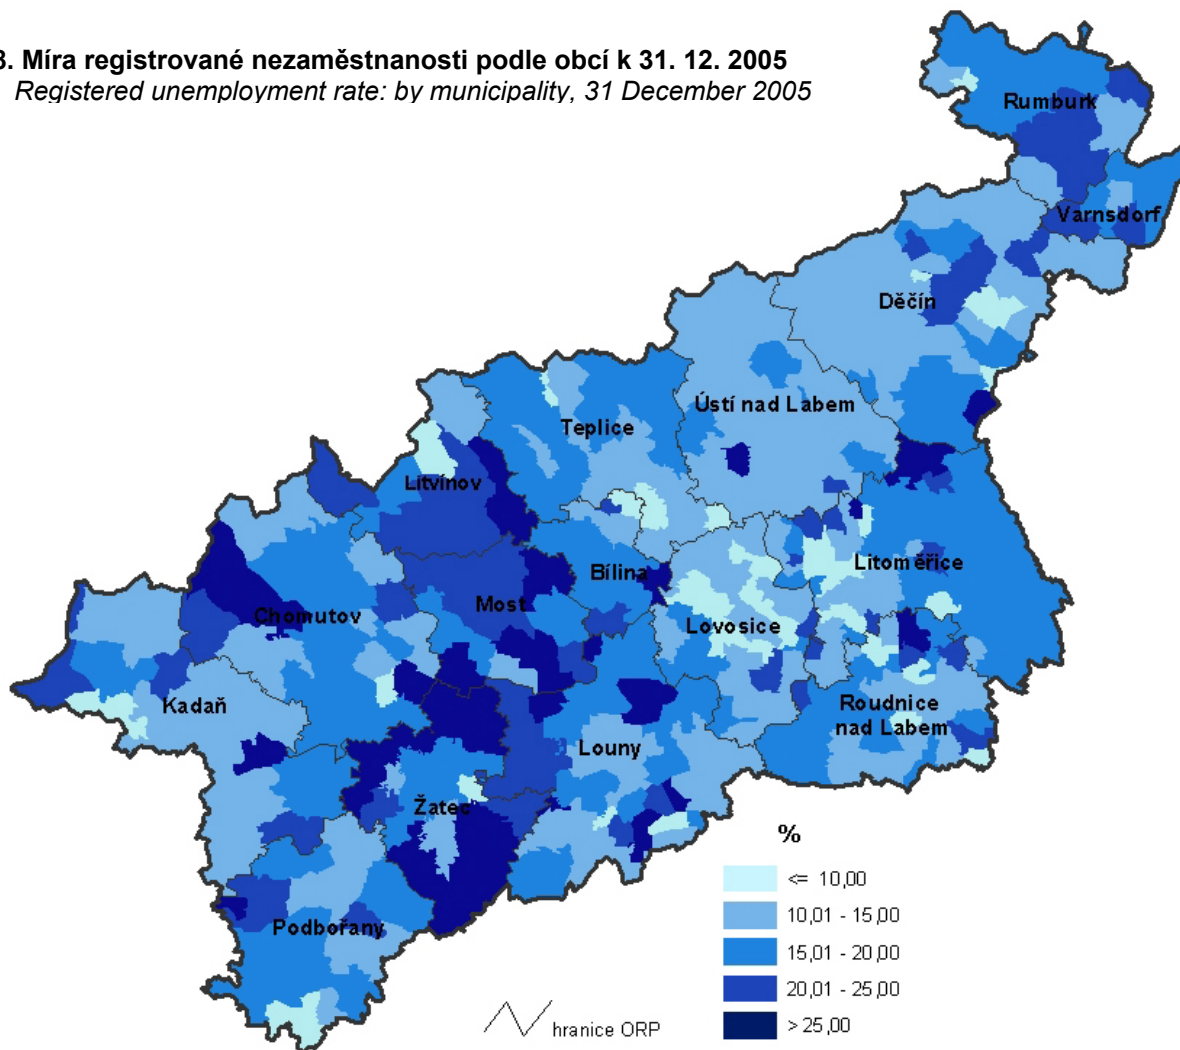 3. Míra registrované nezaměstnanosti podle obcí k 31. 12. 2005
Registered unemployment rate: by municipality, 31 December 2005
Rumburk
Varnsdorf
Děčín
Ústí nad Labem
Teplice
Litvínov
Litoměřice
Bílina
Most
Chomutov
Lovosice
Kadaň
Roudnice
nad Labem
Louny
Žatec
Podbořany
%
<= 10,00
10,01 - 15,00
15,01 - 20,00
20,01 - 25,00
> 25,00
hranice ORP